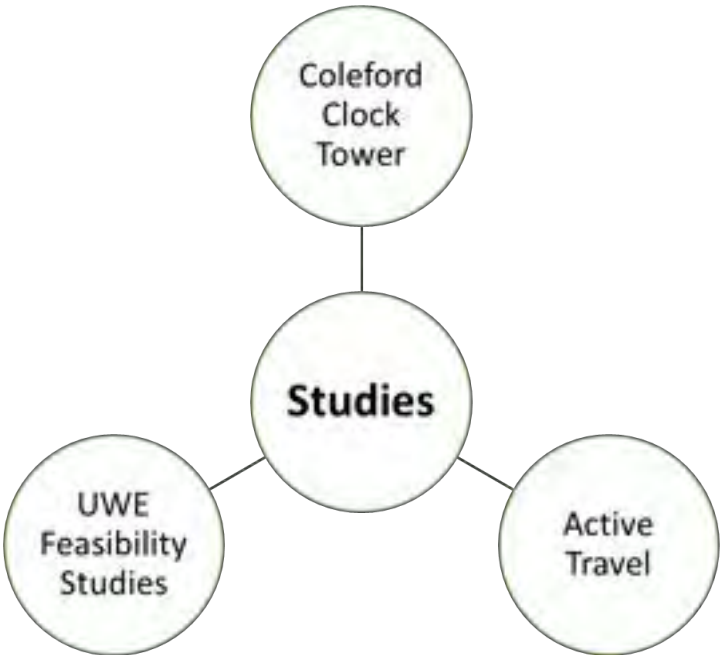 Coleford
Clock
Tower
Studies
UWE
Feasibility
Studies
Active
Travel